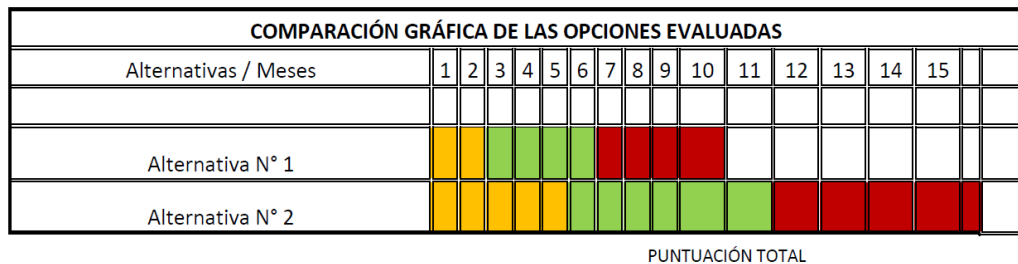 COMPARACIÓN GRÁFICA DE LAS OPCIONES EVALUADAS
Alternativas / Meses 1 2 3 4 5 6 7 8 9 10 11 12 13 14 15
Alternativa N° 1
Alternativa N° 2
PUNTUACIÓN TOTAL